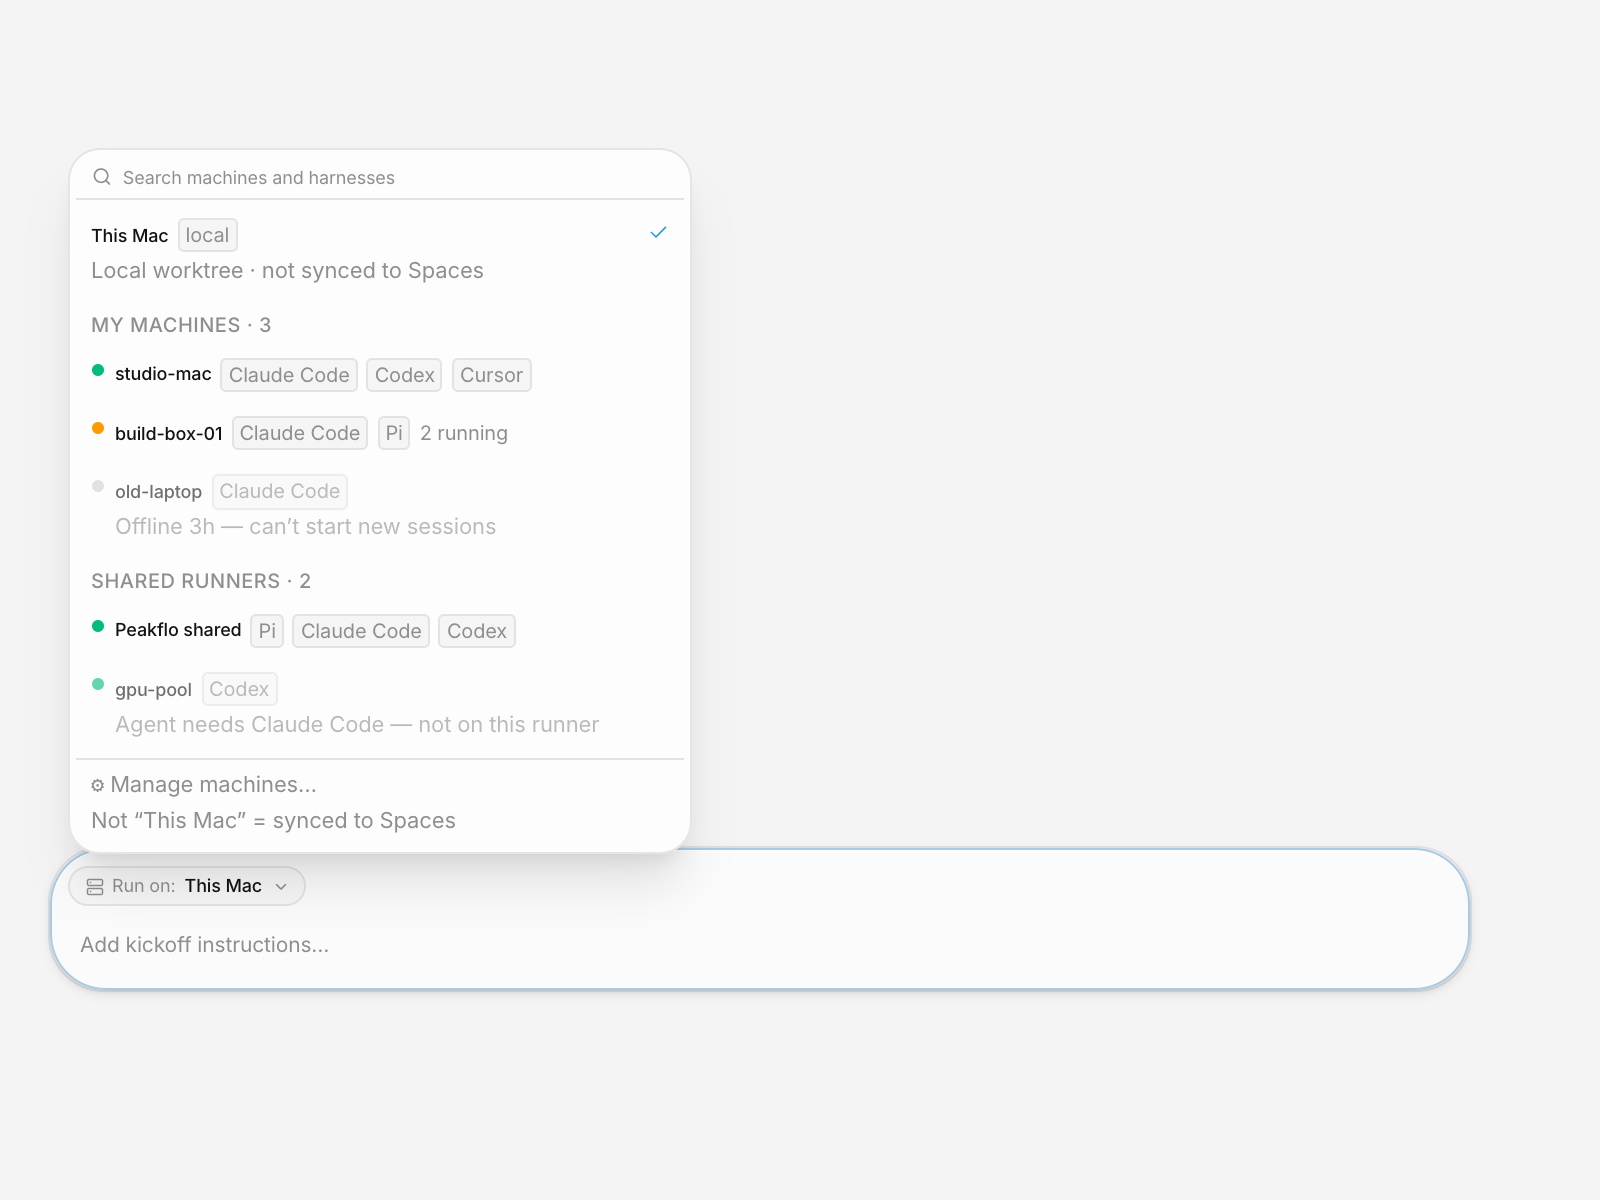 Search machines and harnesses
This Mac local
Local worktree · not synced to Spaces
MY MACHINES · 3
studio-mac Claude Code Codex Cursor
build-box-01 Claude Code Pi 2 running
old-laptop Claude Code
Offline 3h — can’t start new sessions
SHARED RUNNERS · 2
Peakflo shared Pi Claude Code Codex
gpu-pool Codex
Agent needs Claude Code — not on this runner
⚙ Manage machines...
Not “This Mac” = synced to Spaces
Run on: This Mac
Add kickoff instructions...